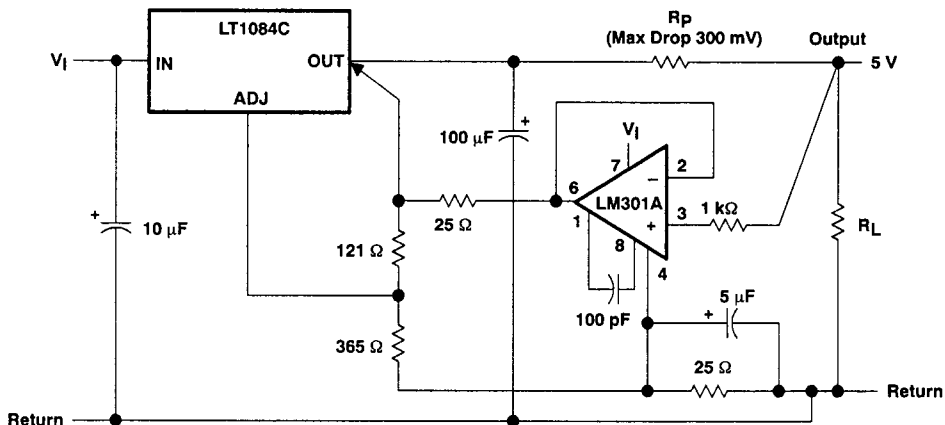 RP
(Max Drop 300 mV)
Output
LT1084C
VI
IN
OUT
5 V
ADJ
100 μF
+
VI
7
2
−
6
LM301A
3
1 kΩ
+
1
8
4
RL
+
10 μF
25 Ω
121 Ω
100 pF
5 μF
+
365 Ω
25 Ω
Return
Return